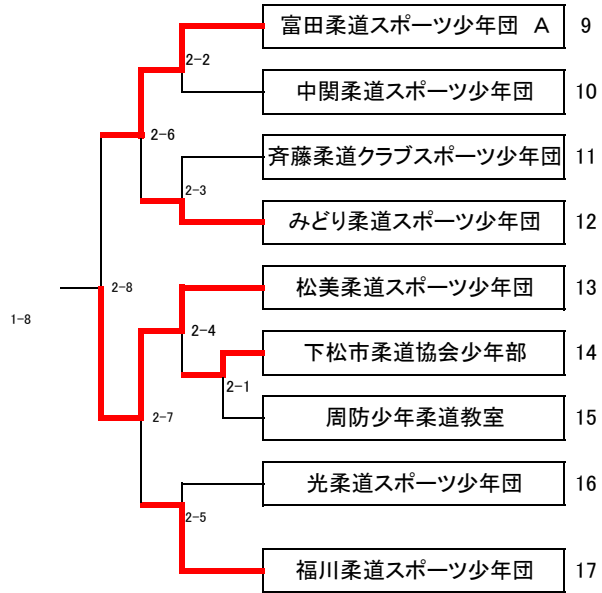 富田柔道スポーツ少年団 A 9
2-2
中関柔道スポーツ少年団 10
2-6
斉藤柔道クラブスポーツ少年団 11
2-3
みどり柔道スポーツ少年団 12
2-8
松美柔道スポーツ少年団 13
1-8
2-4
下松市柔道協会少年部 14
2-1
2-7
周防少年柔道教室 15
光柔道スポーツ少年団 16
2-5
福川柔道スポーツ少年団 17